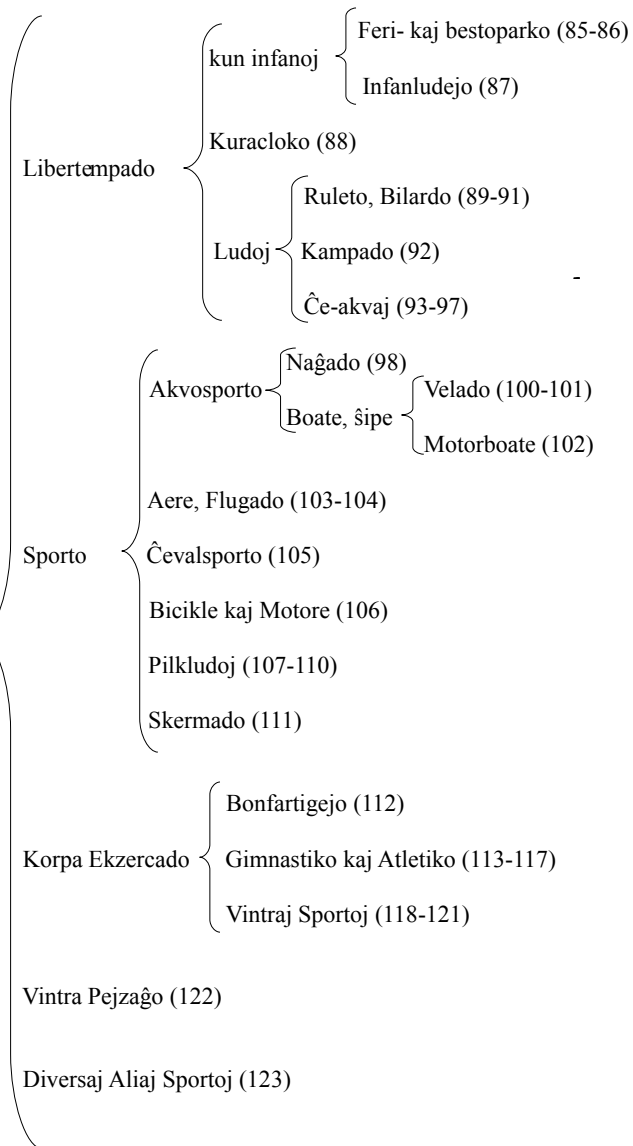 Libertempado
kun infanoj
Feri- kaj bestoparko (85-86)
Infanludejo (87)
Kuracloko (88)
Ludoj
Ruleto, Bilardo (89-91)
Kampado (92)
Ĉe-akvaj (93-97)
-
Sporto
Akvosporto
Naĝado (98)
Boate, ŝipe
Velado (100-101)
Motorboate (102)
Aere, Flugado (103-104)
Ĉevalsporto (105)
Bicikle kaj Motore (106)
Pilkludoj (107-110)
Skermado (111)
Korpa Ekzercado
Bonfartigejo (112)
Gimnastiko kaj Atletiko (113-117)
Vintraj Sportoj (118-121)
Vintra Pejzaĝo (122)
Diversaj Aliaj Sportoj (123)